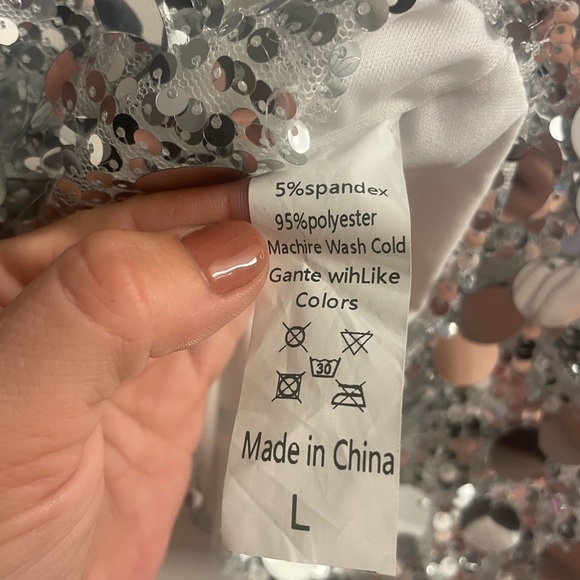 5%spandex
95%polyester
Machire Wash Cold
Gante wihLike
Colors
30
Made in China
L